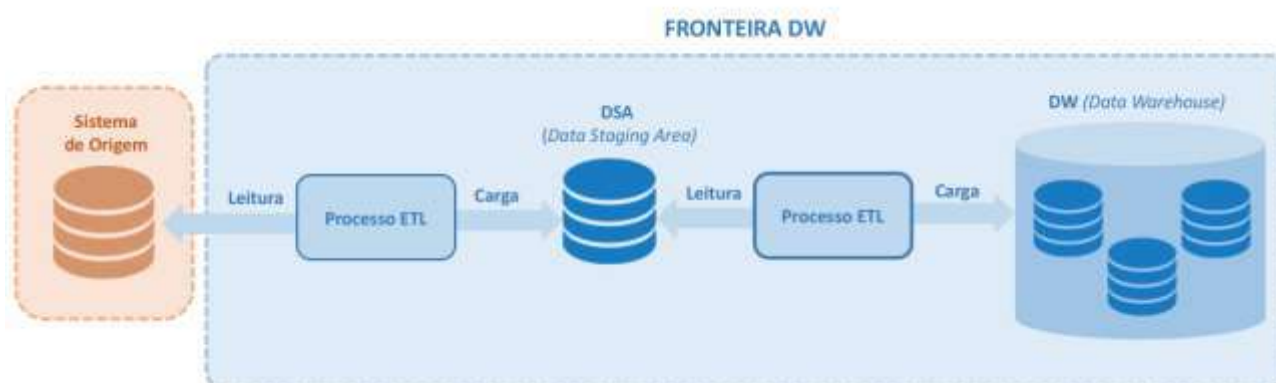 FRONTEIRA DW
Sistema
de Origem
Leitura
Processo ETL
Carga
DSA
(Data Staging Area)
Leitura
Processo ETL
Carga
DW (Data Warehouse)